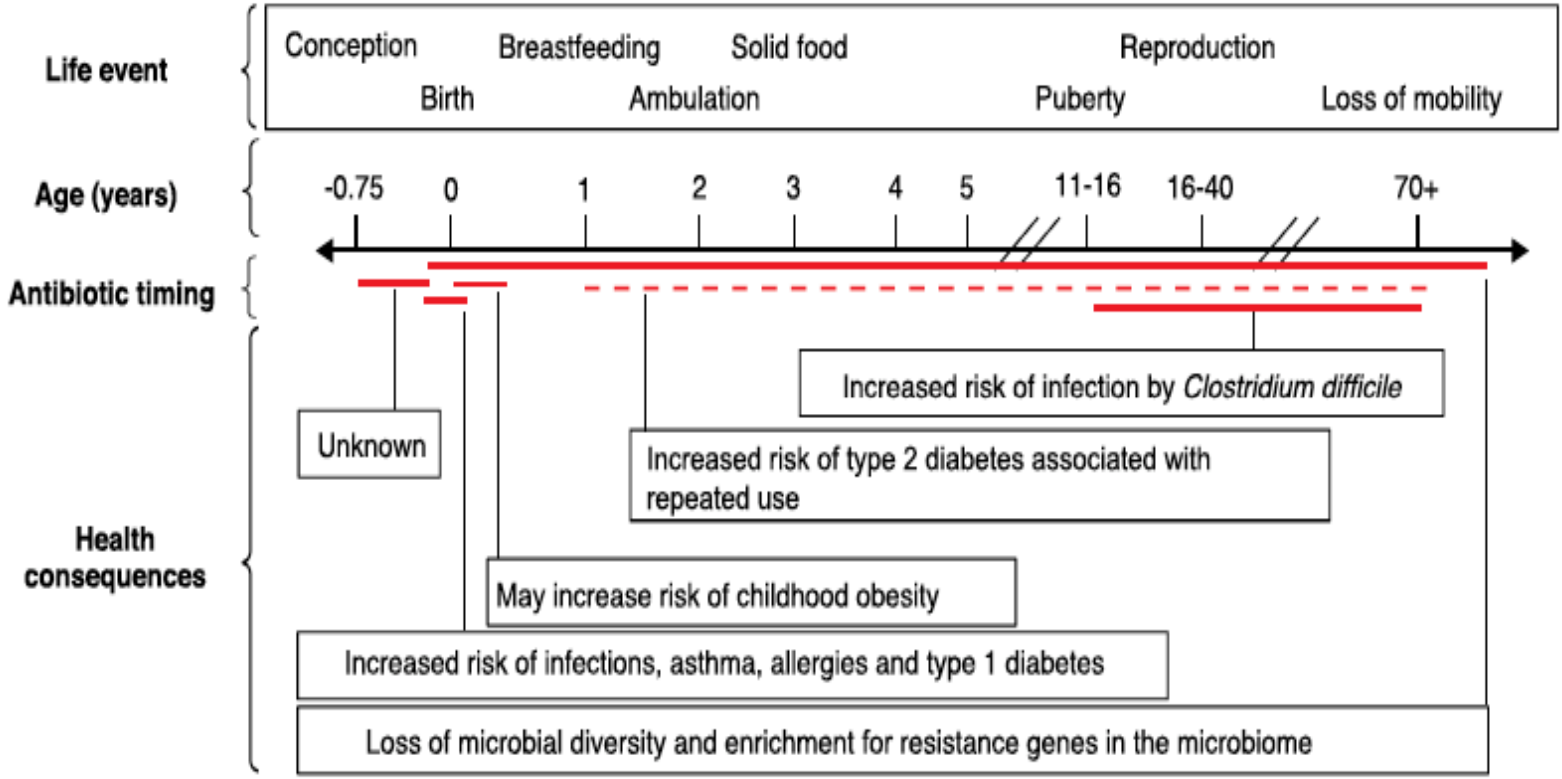 Life event
Conception Breastfeeding Solid food Reproduction
Birth Ambulation Puberty Loss of mobility
Age (years)
-0.75 0 1 2 3 4 5 11-16 16-40 70+
Antibiotic timing
Health
consequences
Increased risk of infection by Clostridium difficile
Unknown
Increased risk of type 2 diabetes associated with
repeated use
May increase risk of childhood obesity
Increased risk of infections, asthma, allergies and type 1 diabetes
Loss of microbial diversity and enrichment for resistance genes in the microbiome